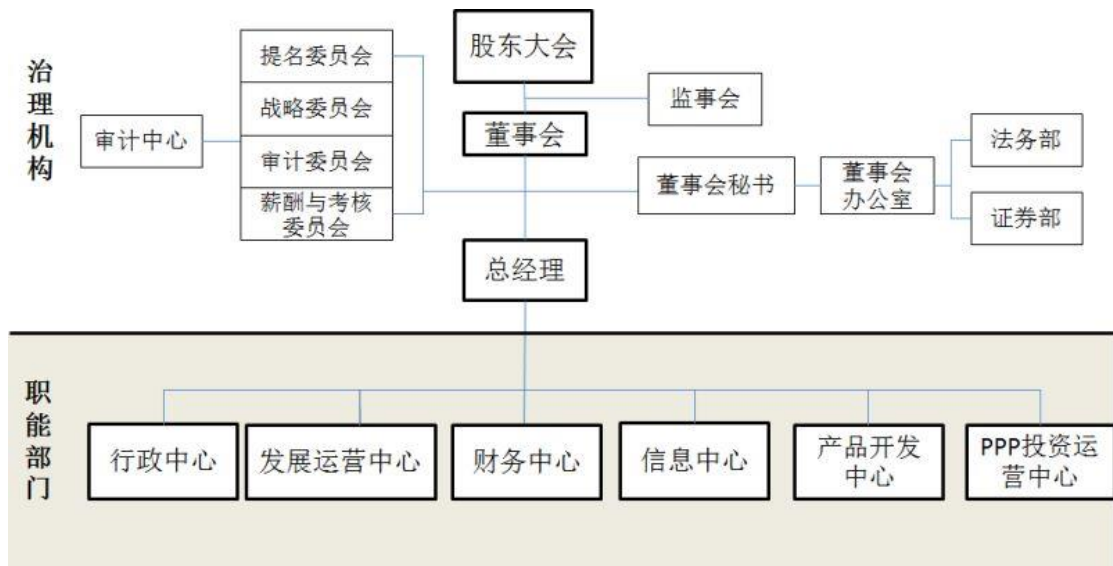 治理机构
股东大会
提名委员会
战略委员会
审计委员会
薪酬与考核
委员会
审计中心
监事会
董事会
董事会秘书
董事会
办公室
法务部
证券部
总经理
职能部门
行政中心
发展运营中心
财务中心
信息中心
产品开发
中心
PPP投资运
营中心